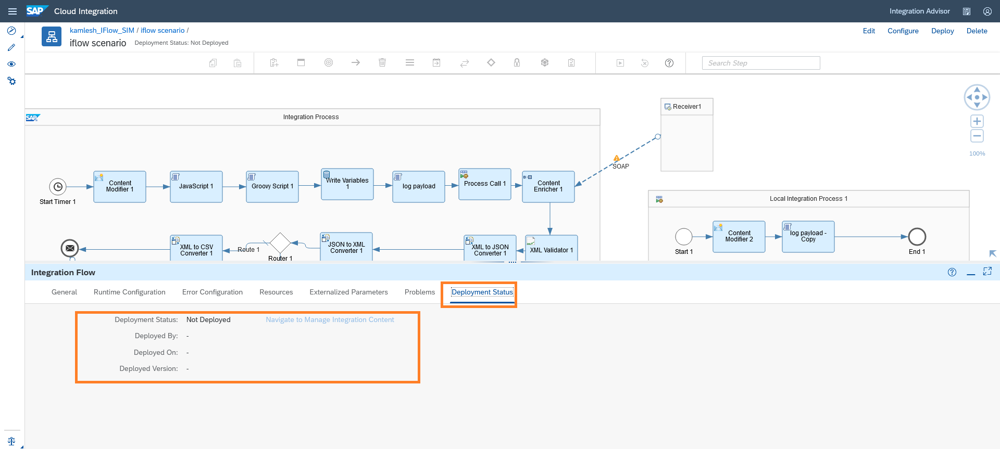 SAP Cloud Integration
Integration Advisor
kamlesh_IFlow_SIM / iflow scenario /
iflow scenario
Deployment Status: Not Deployed
Edit
Configure
Deploy
Delete
Search Step
SAP
Integration Process
Receiver1
100%
SOAP
Start Timer 1
Content
Modifier 1
JavaScript 1
Groovy Script 1
Write Variables
1
log payload
Process Call 1
Content
Enricher 1
Local Integration Process 1
Start 1
Content
Modifier 2
log payload -
Copy
End 1
XML to CSV
Converter 1
Route 1
Router 1
JSON to XML
Converter 1
XML to JSON
Converter 1
XML Validator 1
Integration Flow
General
Runtime Configuration
Error Configuration
Resources
Externalized Parameters
Problems
Deployment Status
Deployment Status: Not Deployed
Navigate to Manage Integration Content
Deployed By: -
Deployed On: -
Deployed Version: -